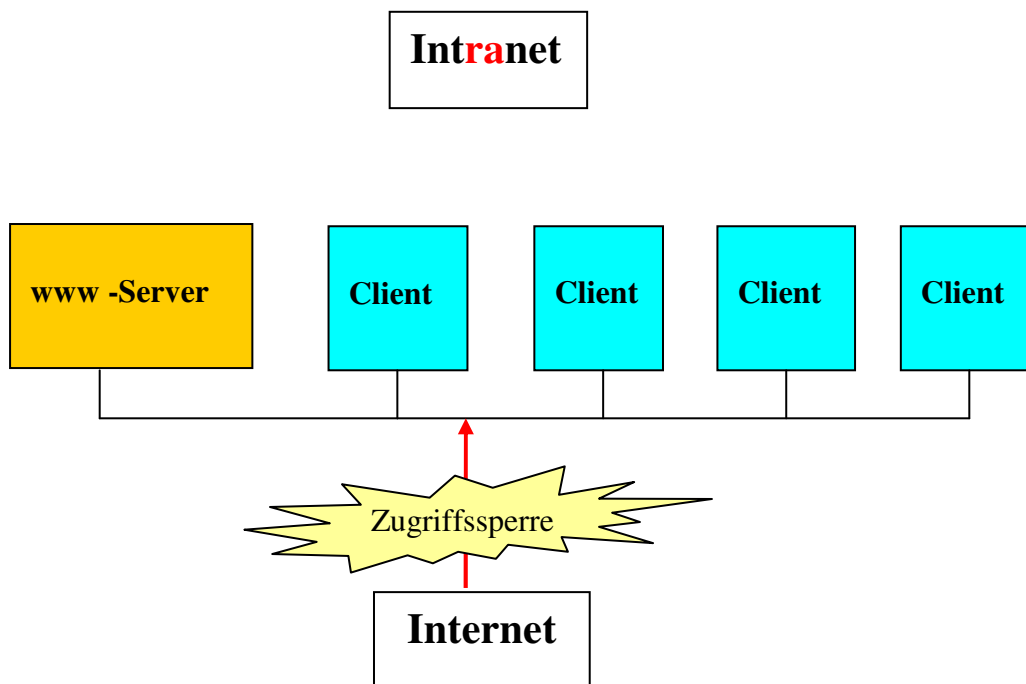 Intranet
www -Server
Client
Client
Client
Client
Zugriffssperre
Internet